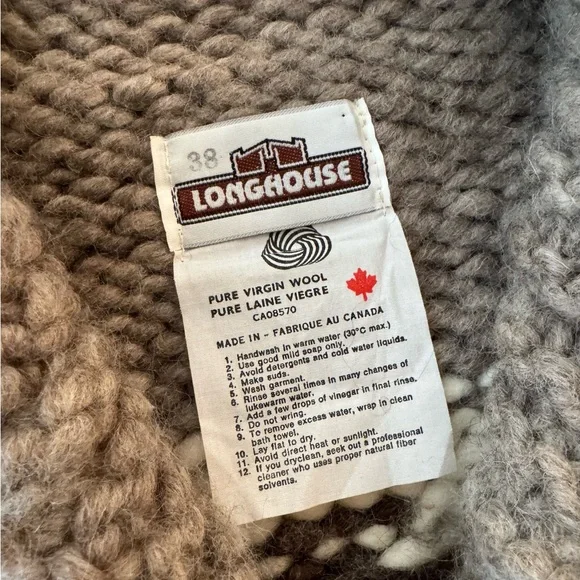 38
LONGHOUSE
PURE VIRGIN WOOL
PURE LAINE VIEGRE
CA08570
MADE IN - FABRIQUE AU CANADA
1. Handwash in warm water (30°C max.)
2. Use good mild soap only.
3. Avoid detergents and cold water liquids.
4. Make suds.
5. Wash garment.
6. Rinse several times in many changes of
lukewarm water.
7. Add a few drops of vinegar in final rinse.
8. Do not wring.
9. To remove excess water, wrap in clean
bath towel.
10. Lay flat to dry.
11. Avoid direct heat or sunlight.
12. If you dryclean, seek out a professional
cleaner who uses proper natural fiber
solvents.